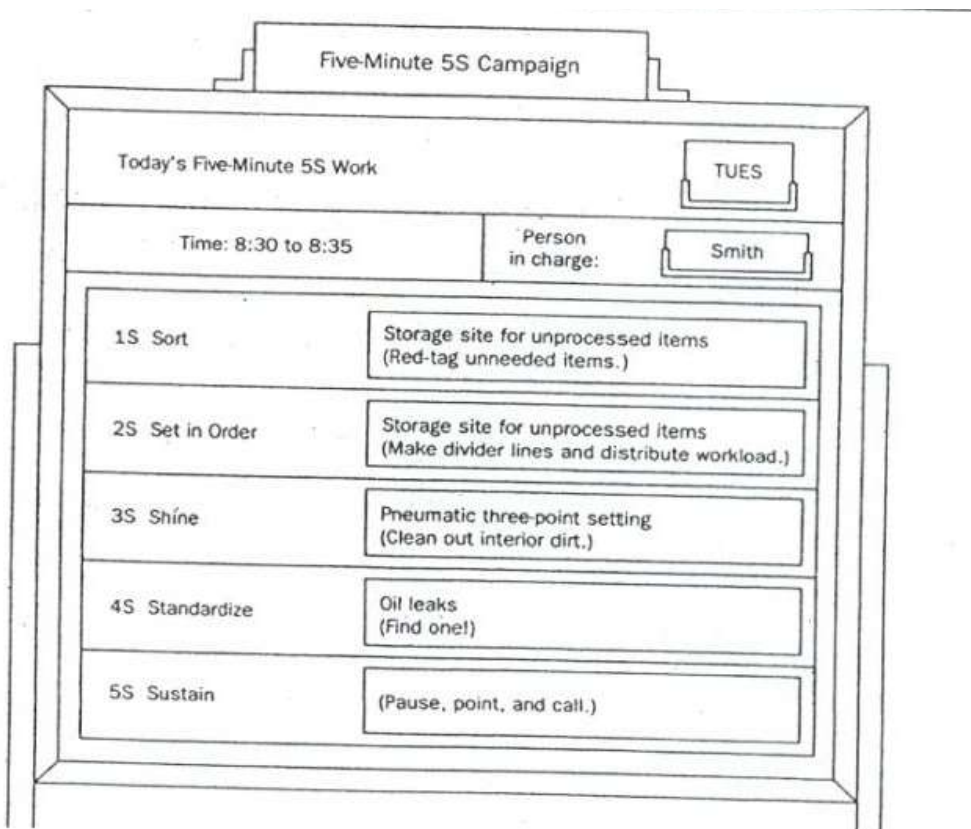 Five-Minute 5S Campaign
Today's Five-Minute 5S Work
TUES
Time: 8:30 to 8:35
Person
in charge:
Smith
1S Sort
Storage site for unprocessed items
(Red-tag unneeded items.)
2S Set in Order
Storage site for unprocessed items
(Make divider lines and distribute workload.)
3S Shine
Pneumatic three-point setting
(Clean out interior dirt.)
4S Standardize
Oil leaks
(Find one!)
5S Sustain
(Pause, point, and call.)